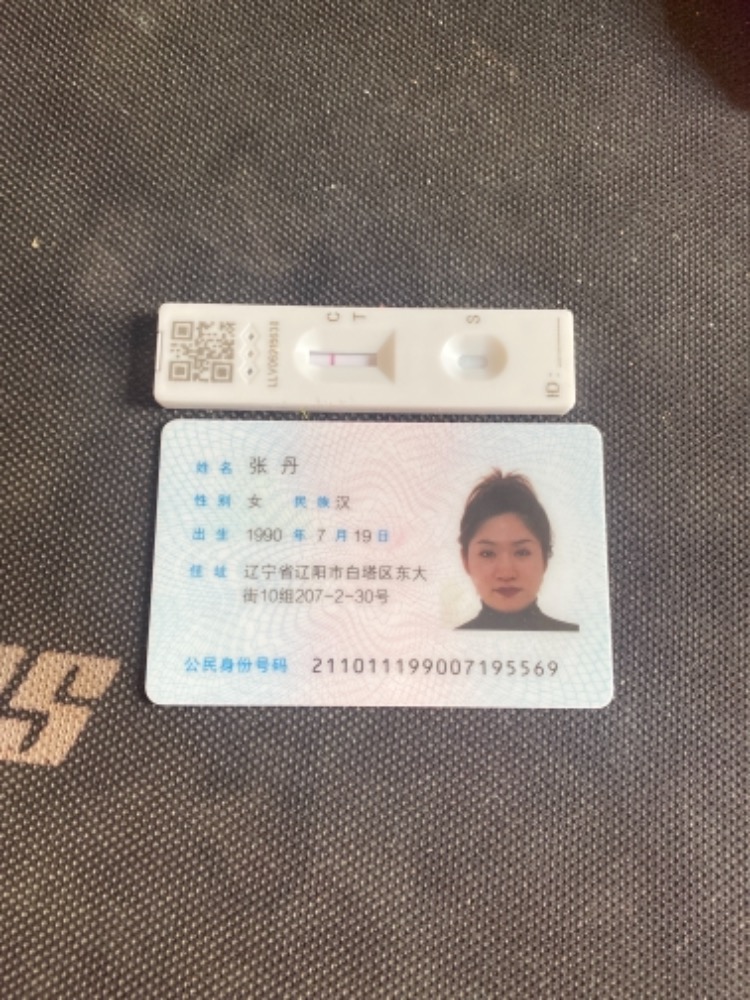 C T
S
ID:
姓名 张丹
性别 女 民族 汉
出生 1990 年 7 月 19 日
住址 辽宁省辽阳市白塔区东大
街10组207-2-30号
公民身份号码 211011199007195569